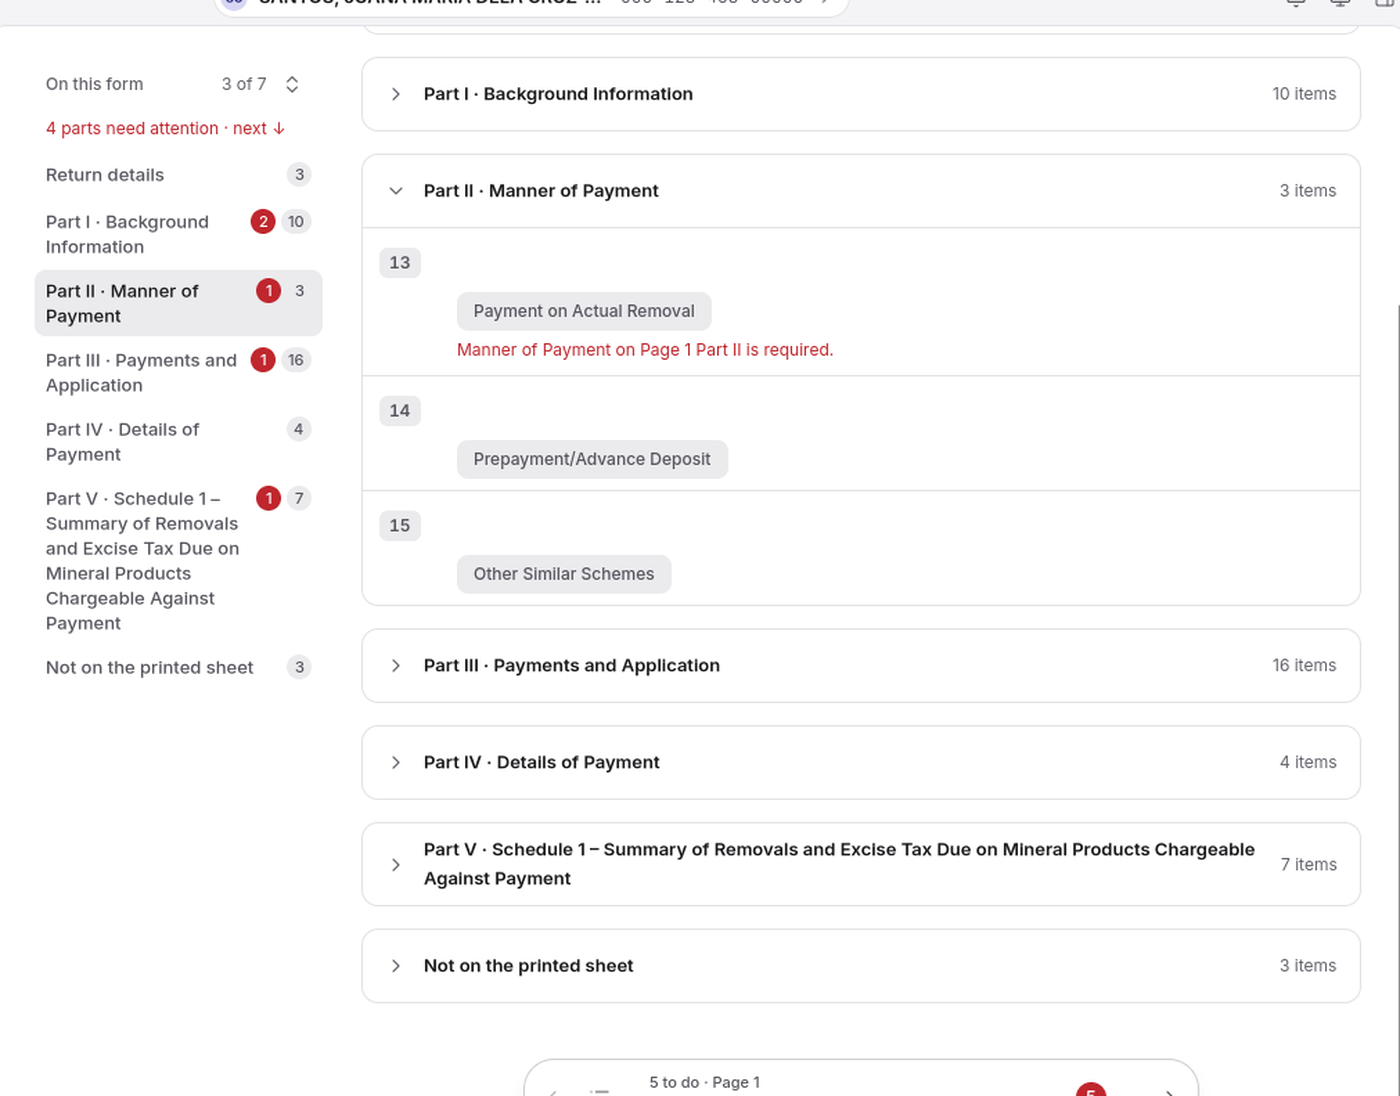 On this form 3 of 7
4 parts need attention · next ↓
Return details 3
Part I · Background Information 2 10
Part II · Manner of Payment 1 3
Part III · Payments and Application 1 16
Part IV · Details of Payment 4
Part V · Schedule 1 – Summary of Removals and Excise Tax Due on Mineral Products Chargeable Against Payment 1 7
Not on the printed sheet 3
Part I · Background Information 10 items
Part II · Manner of Payment 3 items
13
Payment on Actual Removal
Manner of Payment on Page 1 Part II is required.
14
Prepayment/Advance Deposit
15
Other Similar Schemes
Part III · Payments and Application 16 items
Part IV · Details of Payment 4 items
Part V · Schedule 1 – Summary of Removals and Excise Tax Due on Mineral Products Chargeable
Against Payment 7 items
Not on the printed sheet 3 items
5 to do · Page 1